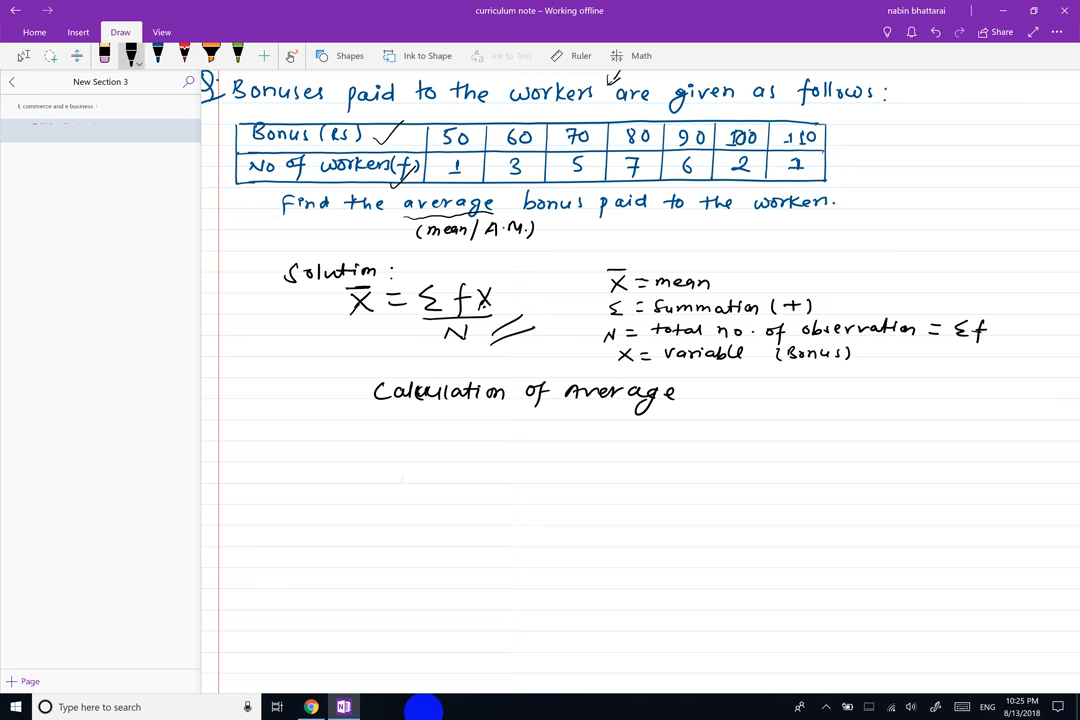 curriculum note – Working offline
nabin bhattarai
Home Insert Draw View
Share
Shapes Ink to Shape Ink to Text Ruler Math
New Section 3
E commerce and e business
Q: Bonuses paid to the workers are given as follows:
Bonus (RS) 50 60 70 80 90 100 110
No of workers(f) 1 3 5 7 6 2 1
Find the average bonus paid to the worker.
(mean/A.M.)
Solution:
X̅ = Σ fX
N
X̅ = mean
Σ = Summation (+)
N = total no. of observation = Σf
X = variable (Bonus)
Calculation of Average
Page
Type here to search
ENG
10:25 PM
8/13/2018